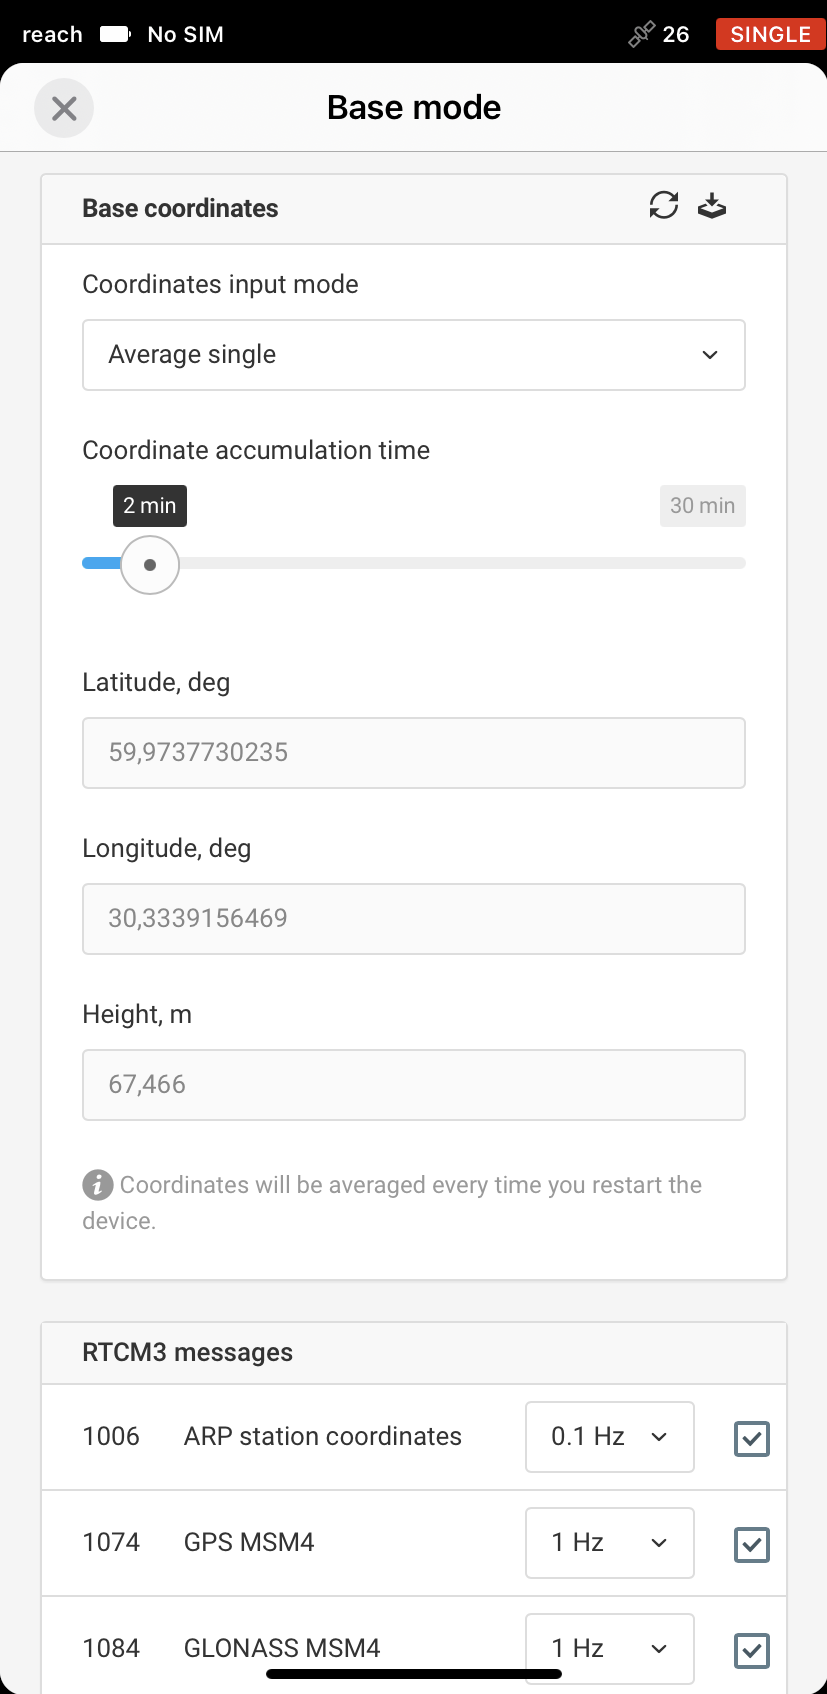 reach No SIM 26 SINGLE
Base mode
Base coordinates
Coordinates input mode
Average single
Coordinate accumulation time
2 min 30 min
Latitude, deg
59,9737730235
Longitude, deg
30,3339156469
Height, m
67,466
Coordinates will be averaged every time you restart the
device.
RTCM3 messages
1006 ARP station coordinates 0.1 Hz
1074 GPS MSM4 1 Hz
1084 GLONASS MSM4 1 Hz